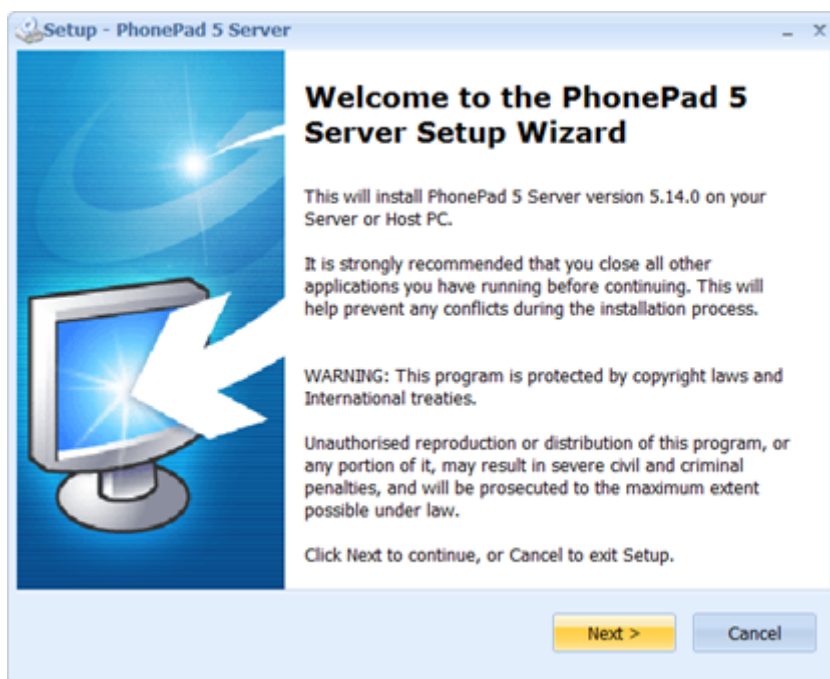 Setup - PhonePad 5 Server
Welcome to the PhonePad 5
Server Setup Wizard
This will install PhonePad 5 Server version 5.14.0 on your
Server or Host PC.
It is strongly recommended that you close all other
applications you have running before continuing. This will
help prevent any conflicts during the installation process.
WARNING: This program is protected by copyright laws and
International treaties.
Unauthorised reproduction or distribution of this program, or
any portion of it, may result in severe civil and criminal
penalties, and will be prosecuted to the maximum extent
possible under law.
Click Next to continue, or Cancel to exit Setup.
Next >
Cancel